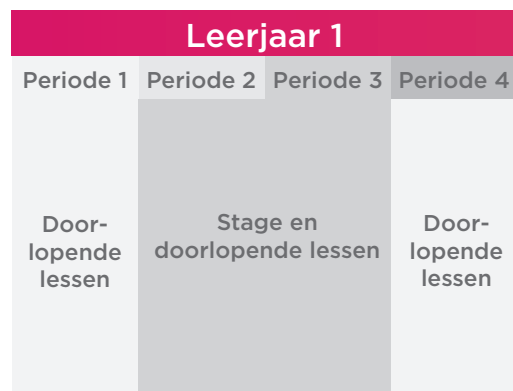 Leerjaar 1
Periode 1 Periode 2 Periode 3 Periode 4
Door-
lopende
lessen
Stage en
doorlopende lessen
Door-
lopende
lessen